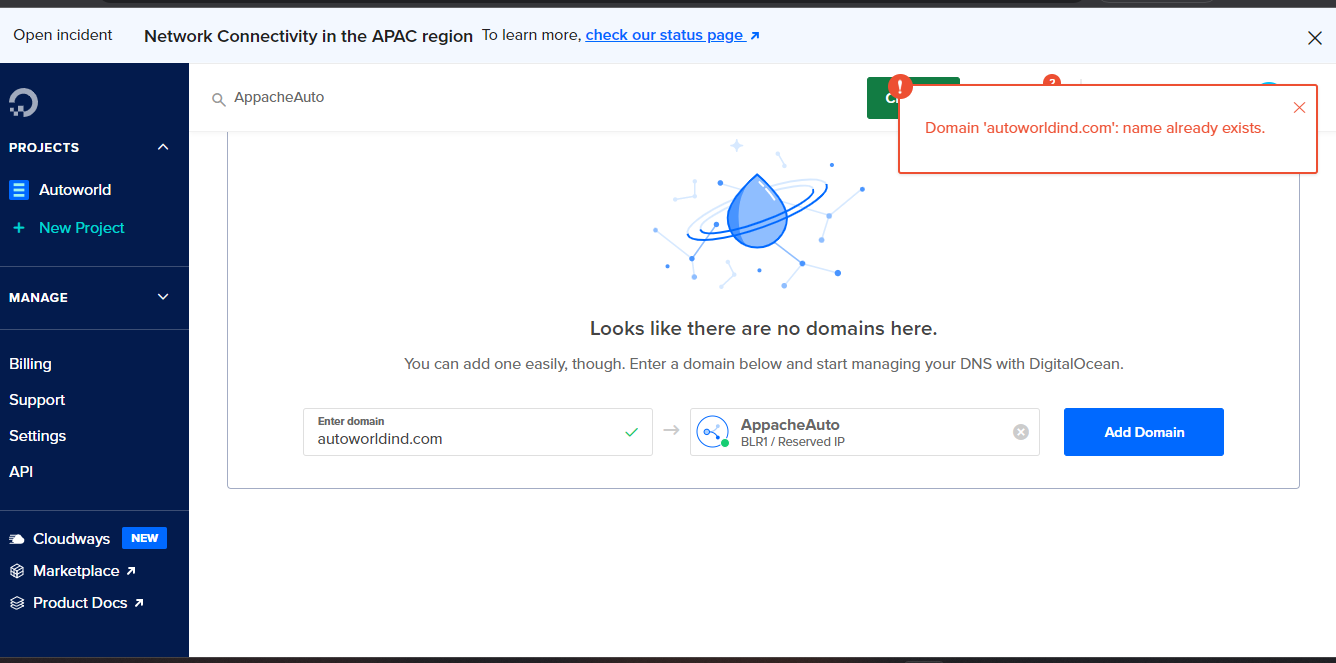 Open incident Network Connectivity in the APAC region To learn more, check our status page
PROJECTS
Autoworld
+ New Project
MANAGE
Billing
Support
Settings
API
Cloudways NEW
Marketplace
Product Docs
AppacheAuto
!
Domain 'autoworldind.com': name already exists.
Looks like there are no domains here.
You can add one easily, though. Enter a domain below and start managing your DNS with DigitalOcean.
Enter domain
autoworldind.com
AppacheAuto
BLR1 / Reserved IP
Add Domain